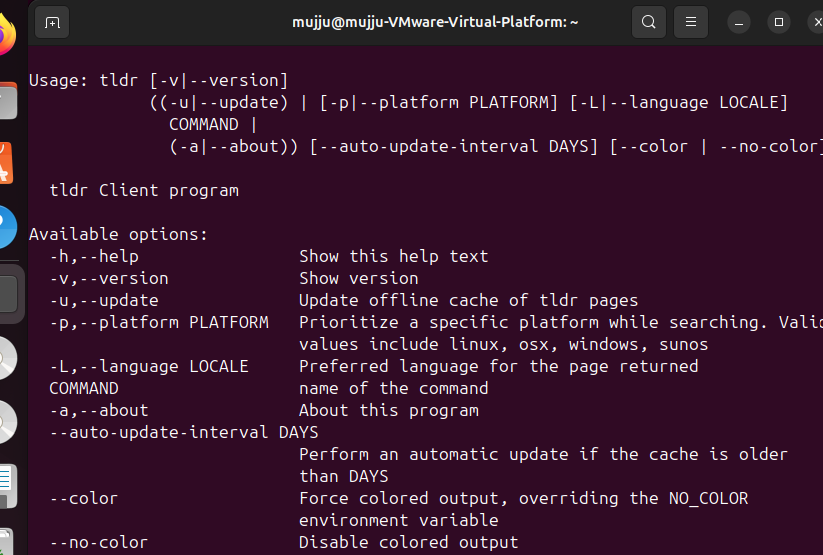 mujju@mujju-VMware-Virtual-Platform: ~
Usage: tldr [-v|--version]
((-u|--update) | [-p|--platform PLATFORM] [-L|--language LOCALE]
COMMAND |
(-a|--about)) [--auto-update-interval DAYS] [--color | --no-color]
tldr Client program
Available options:
-h,--help Show this help text
-v,--version Show version
-u,--update Update offline cache of tldr pages
-p,--platform PLATFORM Prioritize a specific platform while searching. Valid
values include linux, osx, windows, sunos
-L,--language LOCALE Preferred language for the page returned
COMMAND name of the command
-a,--about About this program
--auto-update-interval DAYS
Perform an automatic update if the cache is older
than DAYS
--color Force colored output, overriding the NO_COLOR
environment variable
--no-color Disable colored output